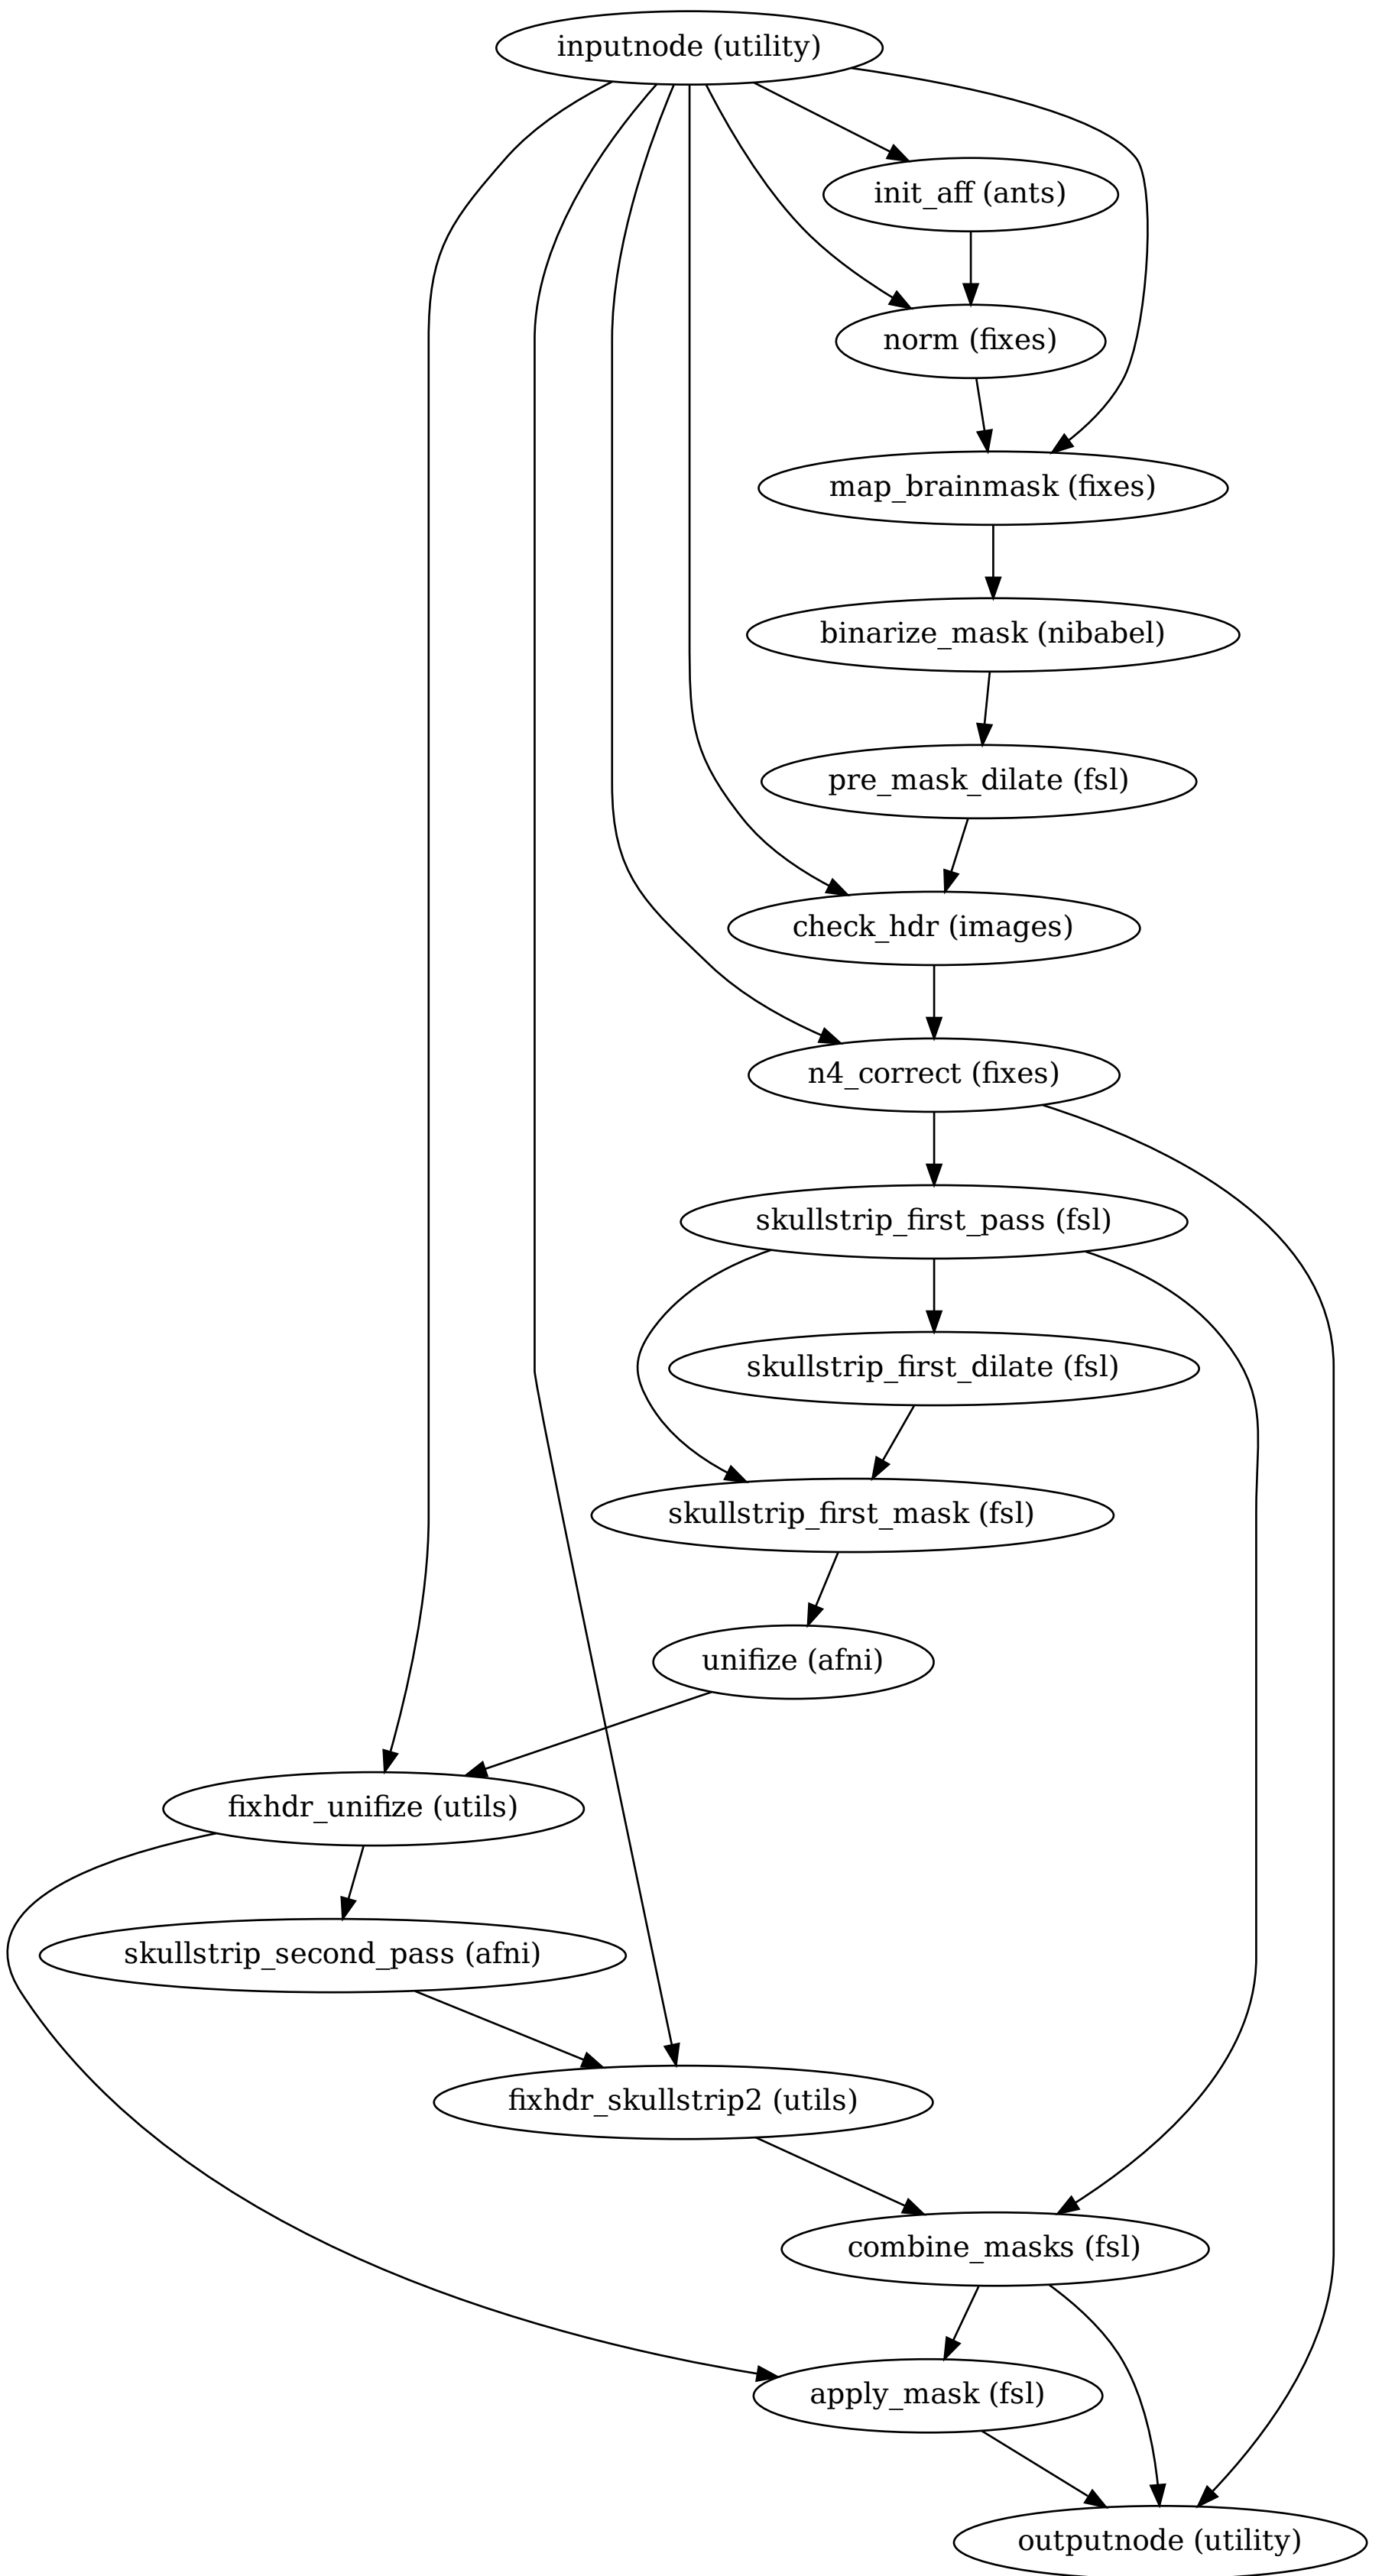 inputnode (utility)
init_aff (ants)
norm (fixes)
map_brainmask (fixes)
binarize_mask (nibabel)
pre_mask_dilate (fsl)
check_hdr (images)
n4_correct (fixes)
skullstrip_first_pass (fsl)
skullstrip_first_dilate (fsl)
skullstrip_first_mask (fsl)
unifize (afni)
fixhdr_unifize (utils)
skullstrip_second_pass (afni)
fixhdr_skullstrip2 (utils)
combine_masks (fsl)
apply_mask (fsl)
outputnode (utility)